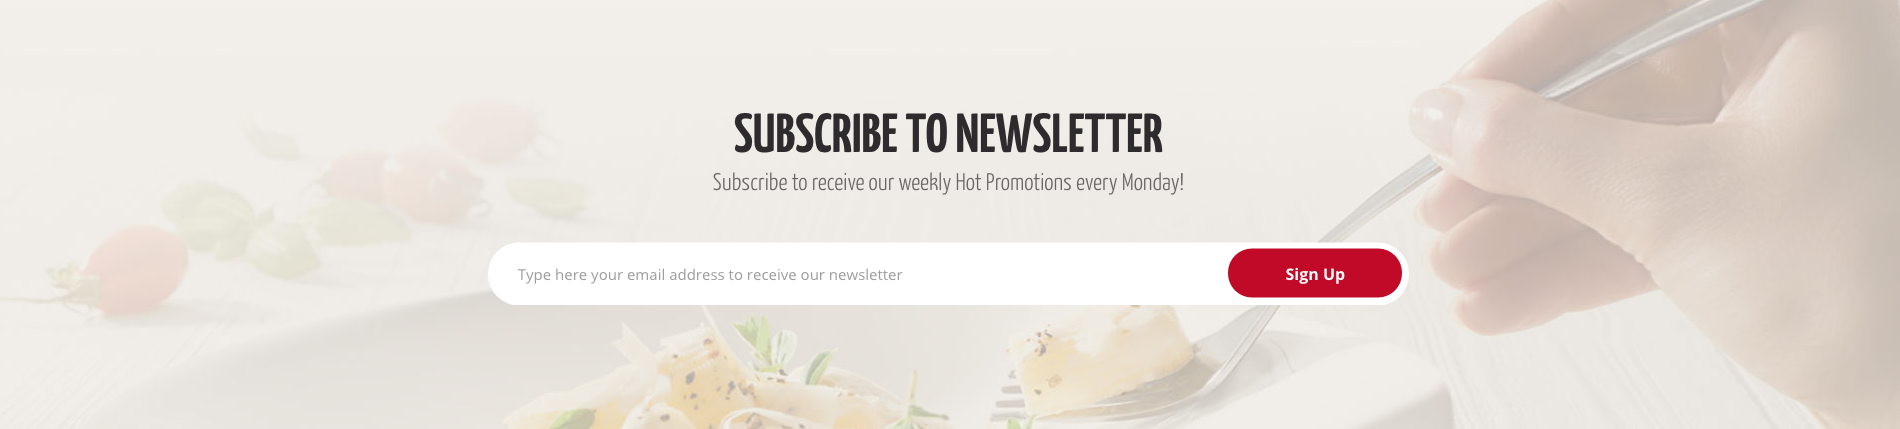 SUBSCRIBE TO NEWSLETTER
Subscribe to receive our weekly Hot Promotions every Monday!
Type here your email address to receive our newsletter
Sign Up